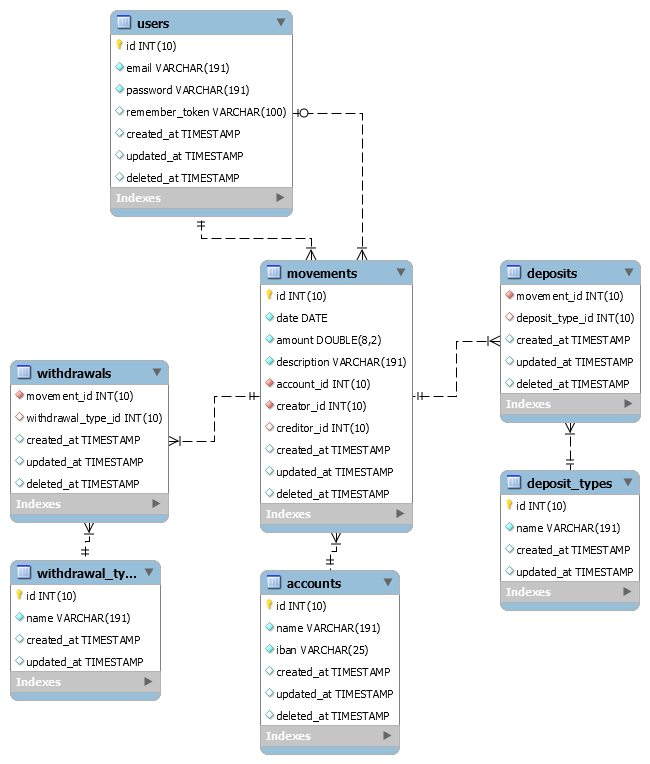 users
id INT(10)
email VARCHAR(191)
password VARCHAR(191)
remember_token VARCHAR(100)
created_at TIMESTAMP
updated_at TIMESTAMP
deleted_at TIMESTAMP
Indexes
movements
id INT(10)
date DATE
amount DOUBLE(8,2)
description VARCHAR(191)
account_id INT(10)
creator_id INT(10)
creditor_id INT(10)
created_at TIMESTAMP
updated_at TIMESTAMP
deleted_at TIMESTAMP
Indexes
deposits
movement_id INT(10)
deposit_type_id INT(10)
created_at TIMESTAMP
updated_at TIMESTAMP
deleted_at TIMESTAMP
Indexes
withdrawals
movement_id INT(10)
withdrawal_type_id INT(10)
created_at TIMESTAMP
updated_at TIMESTAMP
deleted_at TIMESTAMP
Indexes
deposit_types
id INT(10)
name VARCHAR(191)
created_at TIMESTAMP
updated_at TIMESTAMP
Indexes
withdrawal_ty...
id INT(10)
name VARCHAR(191)
created_at TIMESTAMP
updated_at TIMESTAMP
Indexes
accounts
id INT(10)
name VARCHAR(191)
iban VARCHAR(25)
created_at TIMESTAMP
updated_at TIMESTAMP
deleted_at TIMESTAMP
Indexes